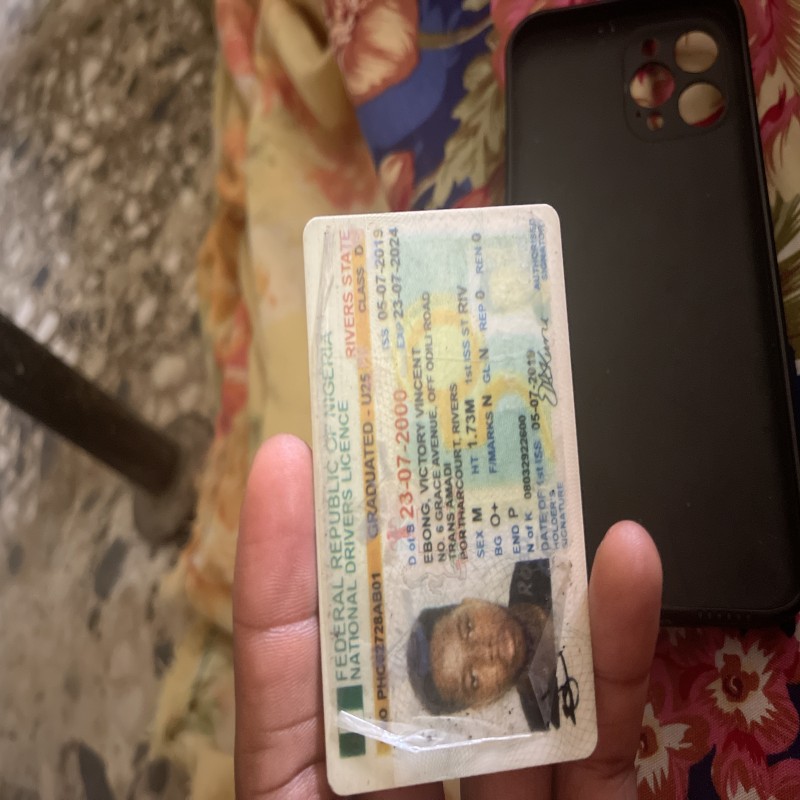 FEDERAL REPUBLIC OF NIGERIA
NATIONAL DRIVERS LICENCE RIVERS STATE
GRADUATED - U25 CLASS D
D of B 23-07-2000 ISS 05-07-2019
EXP 23-07-2024
EBONG, VICTORY VINCENT
NO. 6 GRACE AVENUE, OFF ODILI ROAD
TRANS AMADI
PORTHARCOURT, RIVERS
SEX M HT 1.73M 1st ISS ST RIV
BG O+ F/MARKS N GL N REP 0 REN 0
END P
N of K 08032922600
DATE OF 1st ISS 05-07-2019
HOLDER'S
SIGNATURE
AUTHORISED
SIGNATORY